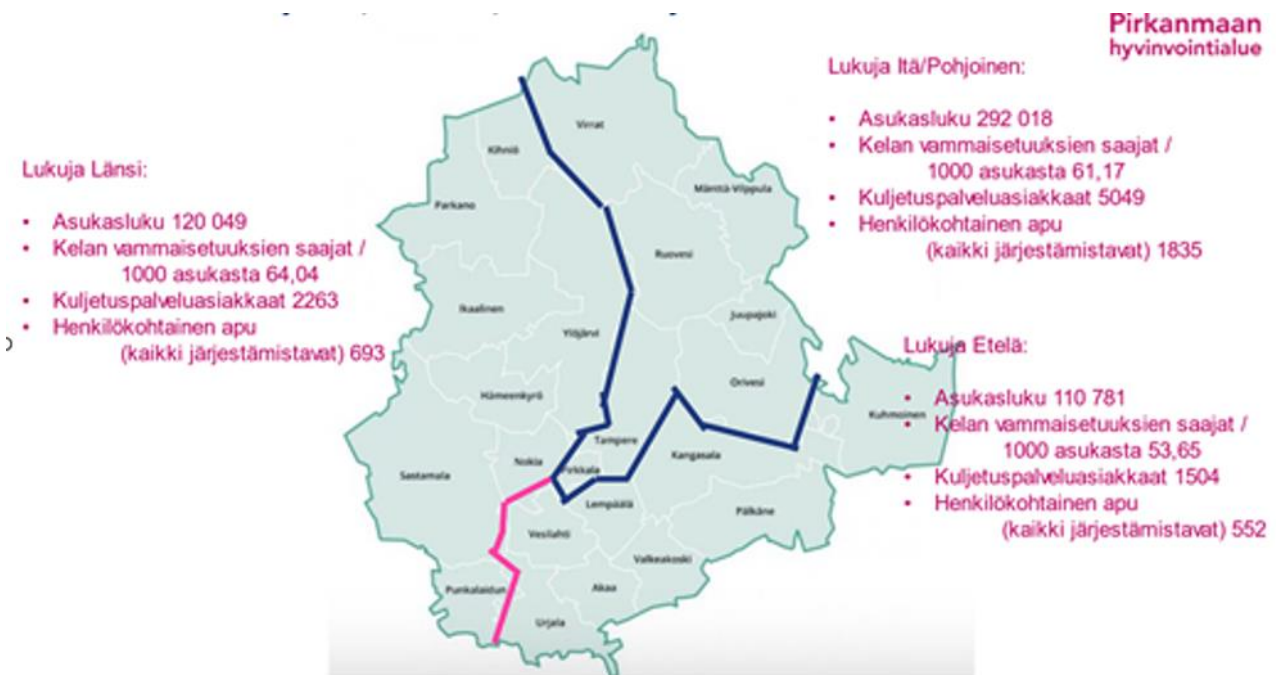 Pirkanmaan
hyvinvointialue
Lukuja Länsi:
• Asukasluku 120 049
• Kelan vammaisetuuksien saajat /
1000 asukasta 64,04
• Kuljetuspalveluasiakkaat 2263
• Henkilökohtainen apu
(kaikki järjestämistavat) 693
Lukuja Itä/Pohjoinen:
• Asukasluku 292 018
• Kelan vammaisetuuksien saajat /
1000 asukasta 61,17
• Kuljetuspalveluasiakkaat 5049
• Henkilökohtainen apu
(kaikki järjestämistavat) 1835
Lukuja Etelä:
• Asukasluku 110 781
• Kelan vammaisetuuksien saajat /
1000 asukasta 53,65
• Kuljetuspalveluasiakkaat 1504
• Henkilökohtainen apu
(kaikki järjestämistavat) 552
Virrat
Kihniö
Mänttä-Vilppula
Parkano
Ruovesi
Ikaalinen
Juupajoki
Ylöjärvi
Orivesi
Hämeenkyrö
Kuhmoinen
Tampere
Kangasala
Nokia
Pirkkala
Sastamala
Lempäälä
Pälkäne
Vesilahti
Valkeakoski
Punkalaidun
Akaa
Urjala